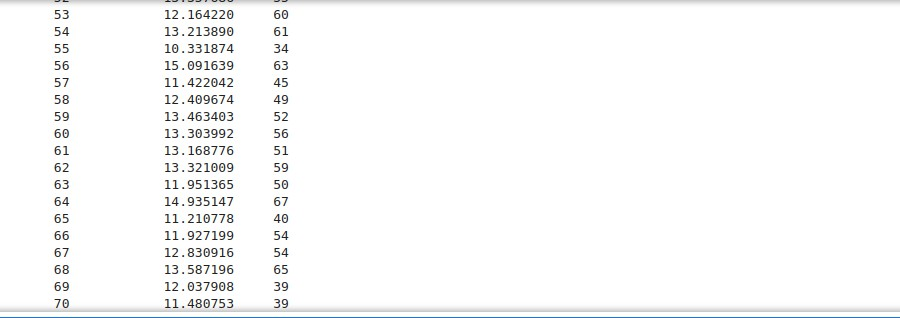 53 12.164220 60
54 13.213890 61
55 10.331874 34
56 15.091639 63
57 11.422042 45
58 12.409674 49
59 13.463403 52
60 13.303992 56
61 13.168776 51
62 13.321009 59
63 11.951365 50
64 14.935147 67
65 11.210778 40
66 11.927199 54
67 12.830916 54
68 13.587196 65
69 12.037908 39
70 11.480753 39